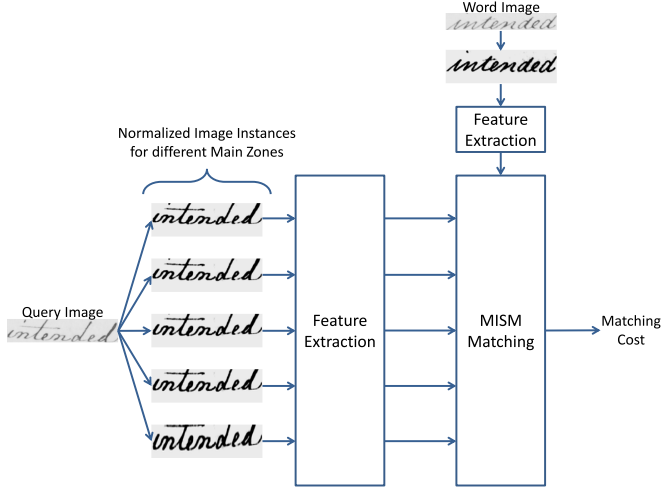 Word Image
intended
intended
Feature
Extraction
Normalized Image Instances
for different Main Zones
intended
intended
intended
intended
intended
Query Image
intended
Feature
Extraction
MISM
Matching
Matching
Cost